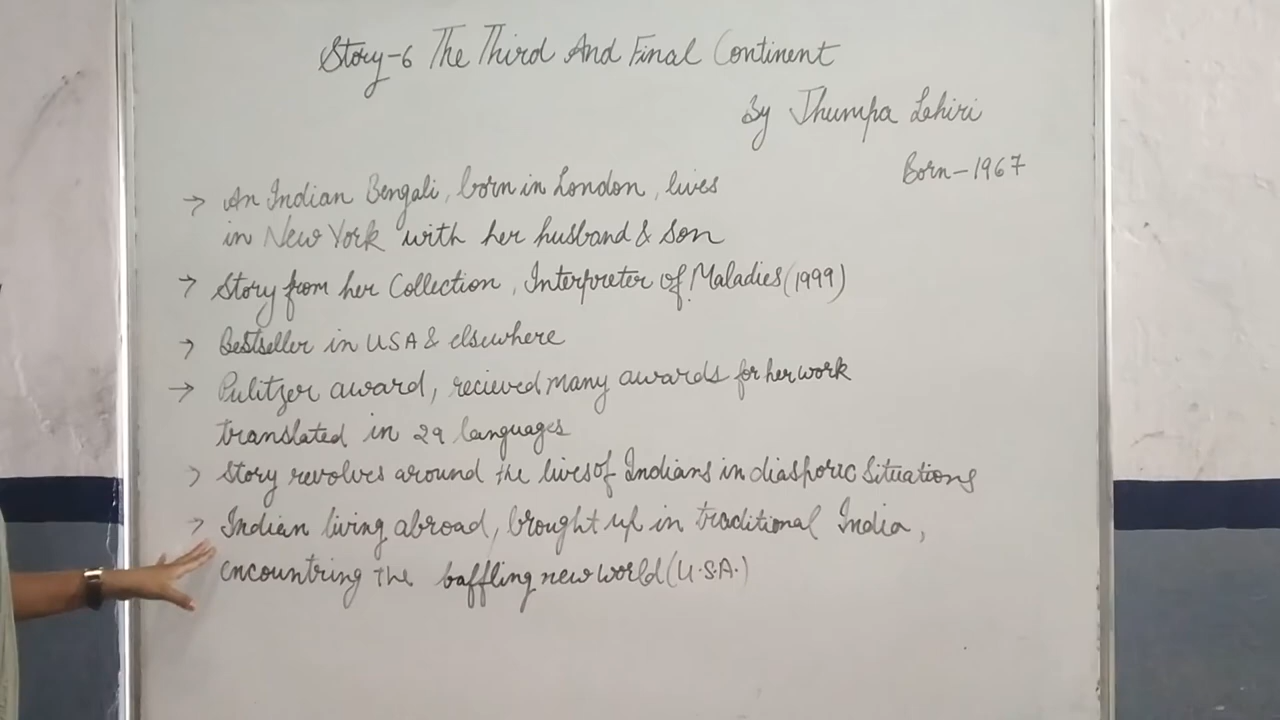 Story-6 The Third And Final Continent
By Jhumpa Lehiri
Born-1967
→ An Indian Bengali, born in London, lives
in New York with her husband & son
→ Story from her Collection, Interpreter of Maladies (1999)
→ Bestseller in USA & elsewhere
→ Pulitzer award, recieved many awards for her work
translated in 29 languages
→ Story revolves around the lives of Indians in diasporic Situations
→ Indian living abroad, brought up in traditional India,
encountring the baffling new world (U.S.A.)